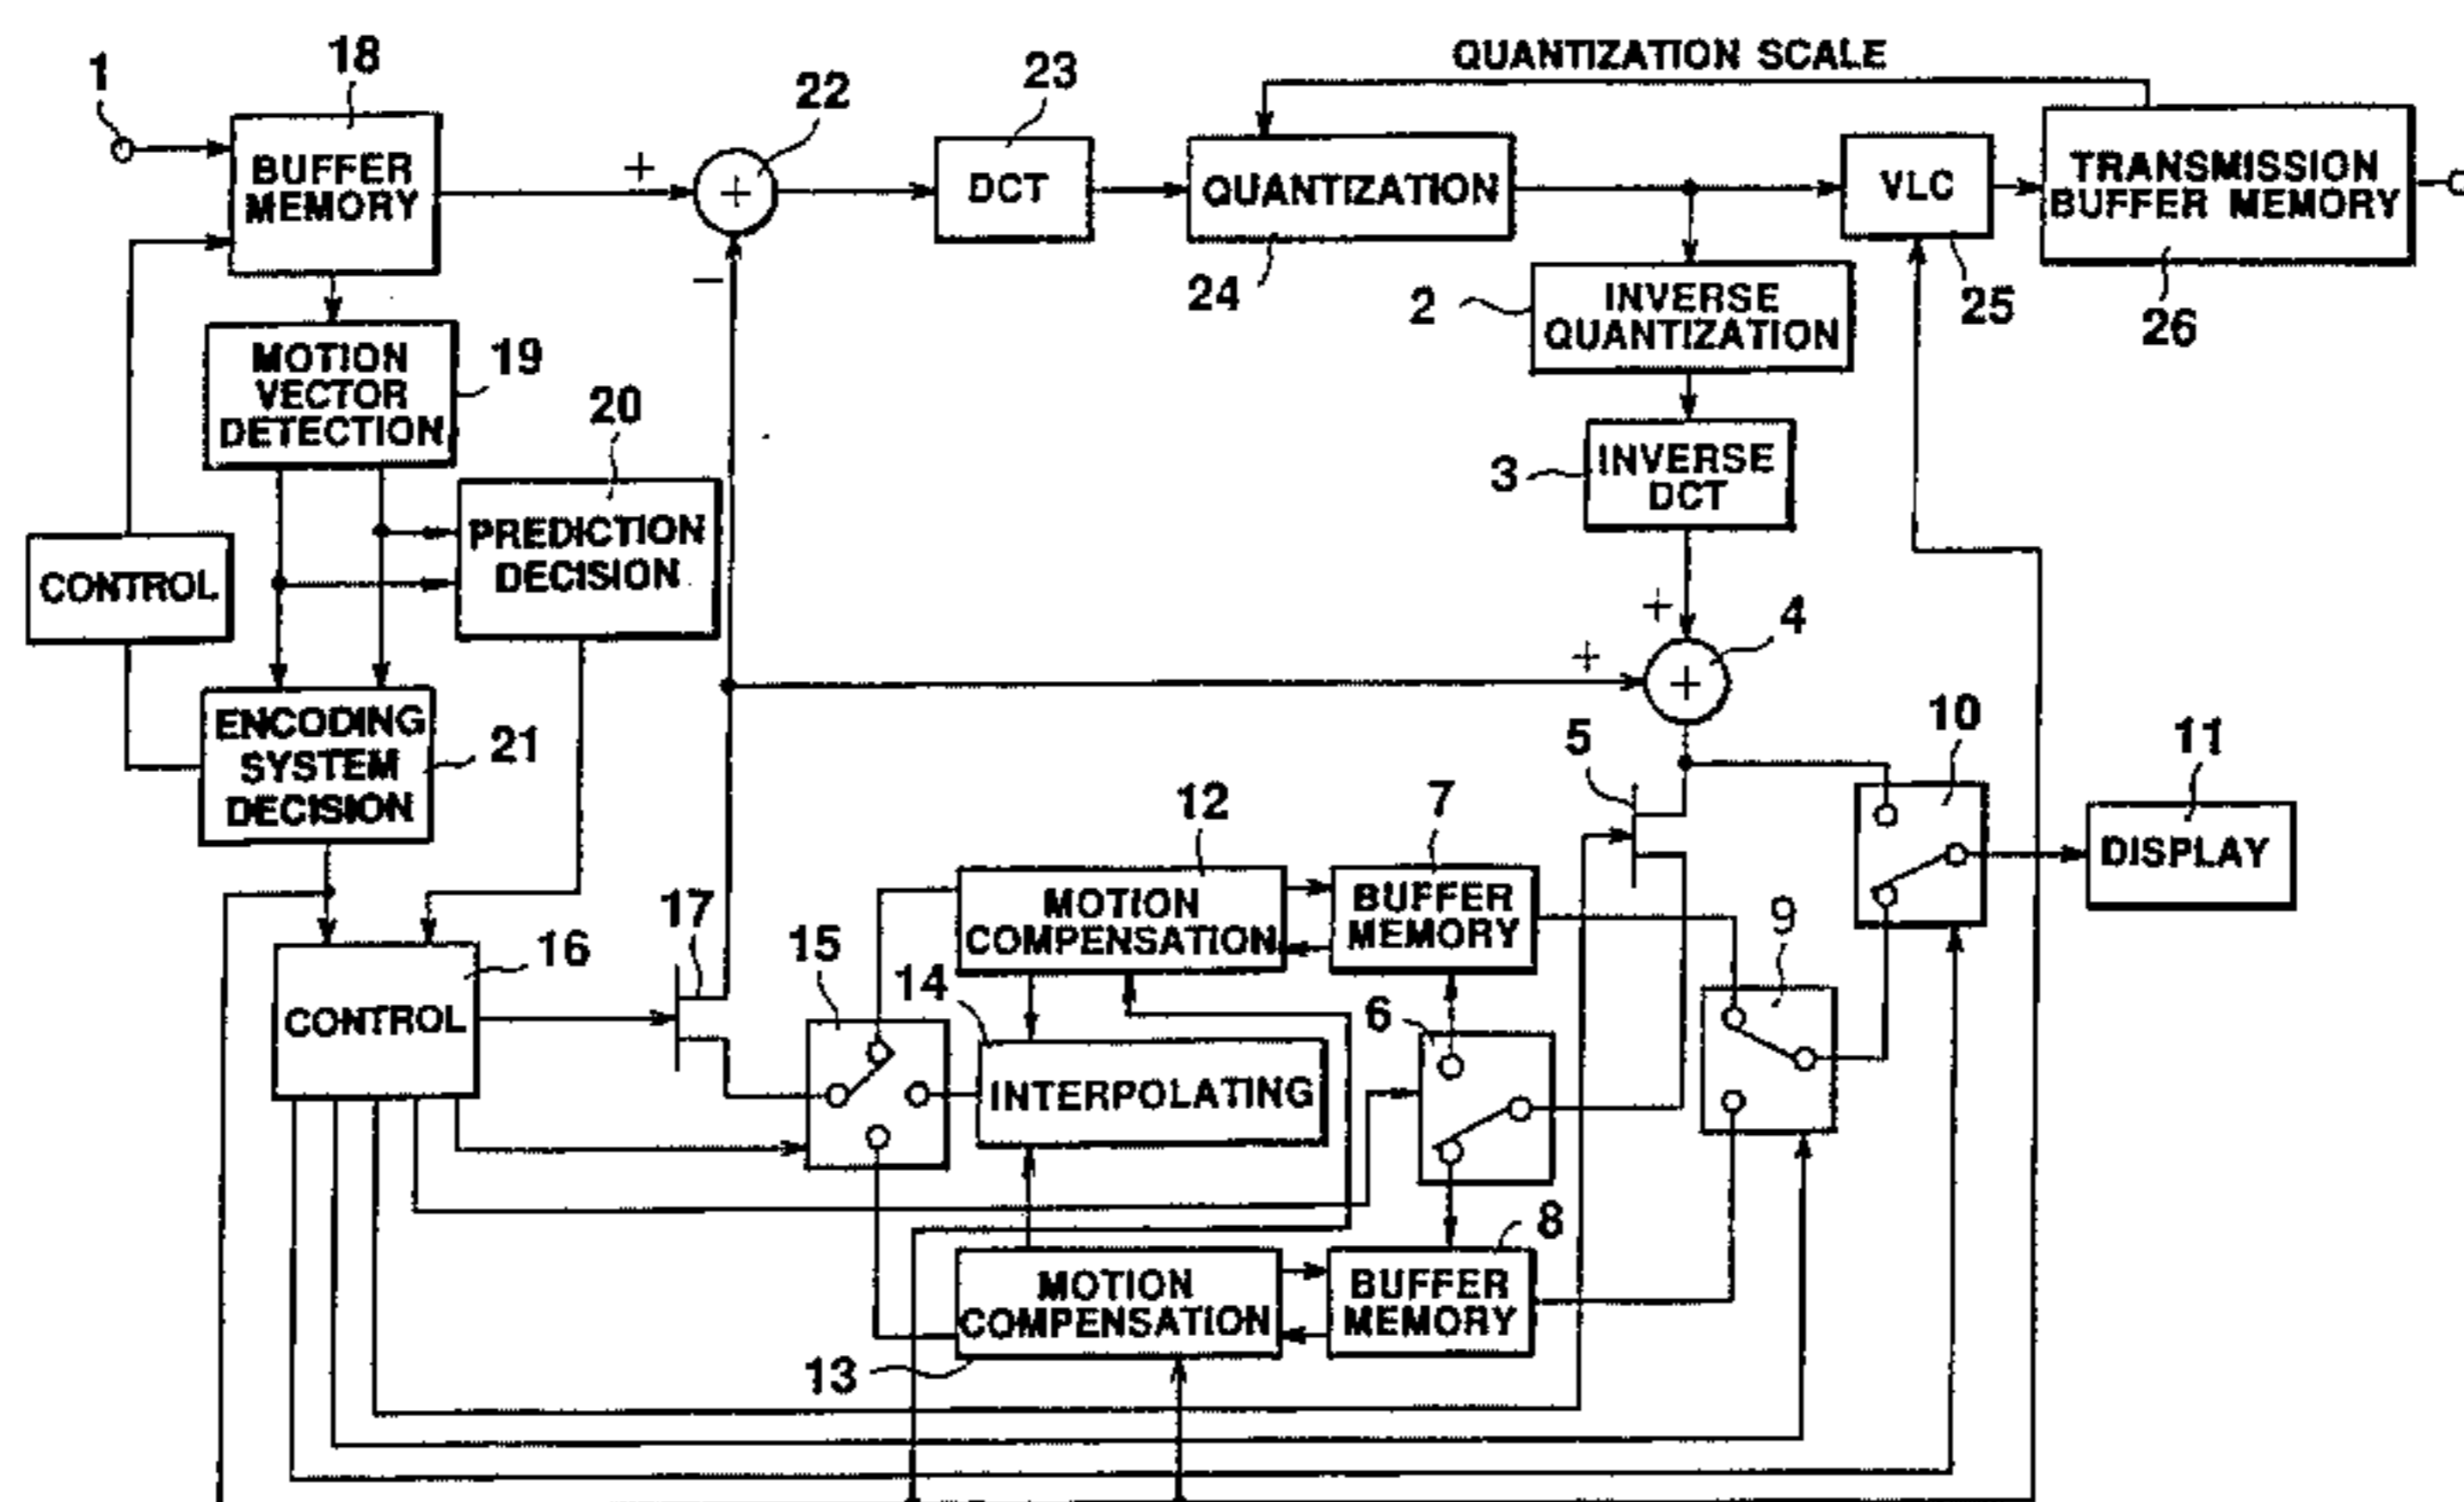 QUANTIZATION SCALE
1
18
22
23
BUFFER
MEMORY
+
+
DCT
QUANTIZATION
VLC
TRANSMISSION
BUFFER MEMORY
−
24
25
26
2
INVERSE
QUANTIZATION
MOTION
VECTOR
DETECTION
19
20
3
INVERSE
DCT
PREDICTION
DECISION
CONTROL
+
+
+
4
ENCODING
SYSTEM
DECISION
21
5
10
11
DISPLAY
12
7
MOTION
COMPENSATION
BUFFER
MEMORY
9
17
15
14
6
16
CONTROL
INTERPOLATING
8
MOTION
COMPENSATION
BUFFER
MEMORY
13